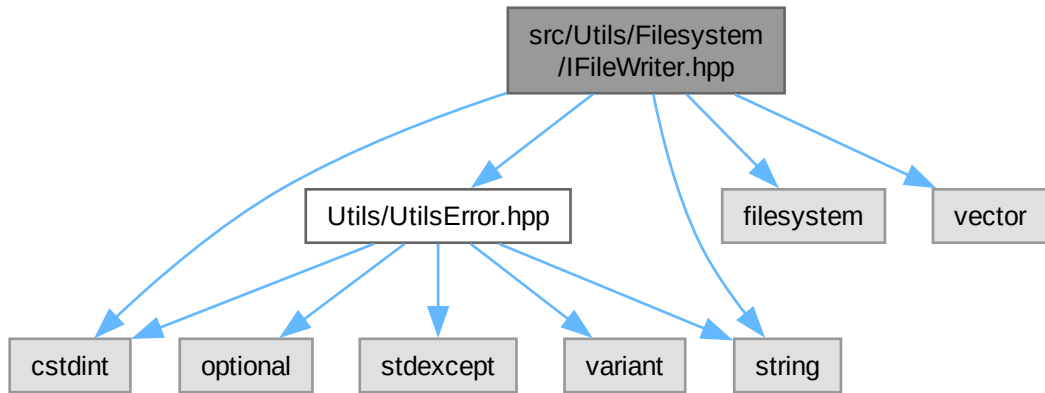 src/Utils/Filesystem
/IFileWriter.hpp
Utils/UtilsError.hpp
filesystem
vector
cstdint
optional
stdexcept
variant
string